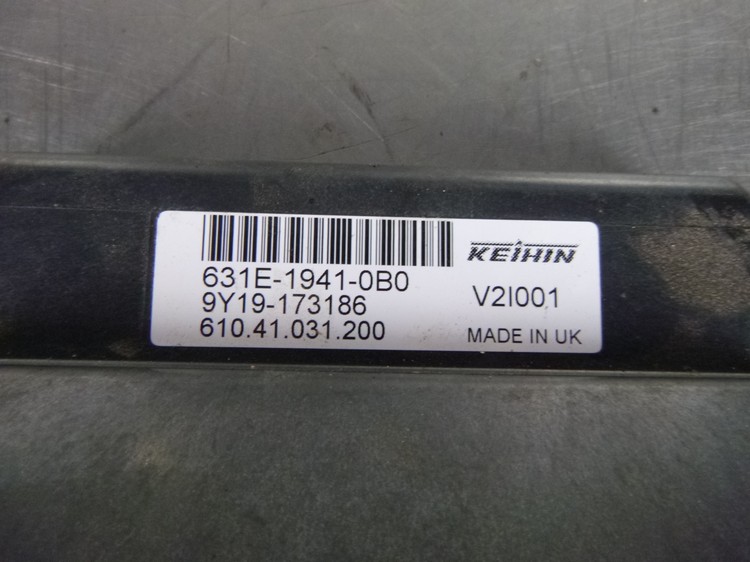 KEIHIN
631E-1941-0B0
9Y19-173186
V2I001
610.41.031.200
MADE IN UK